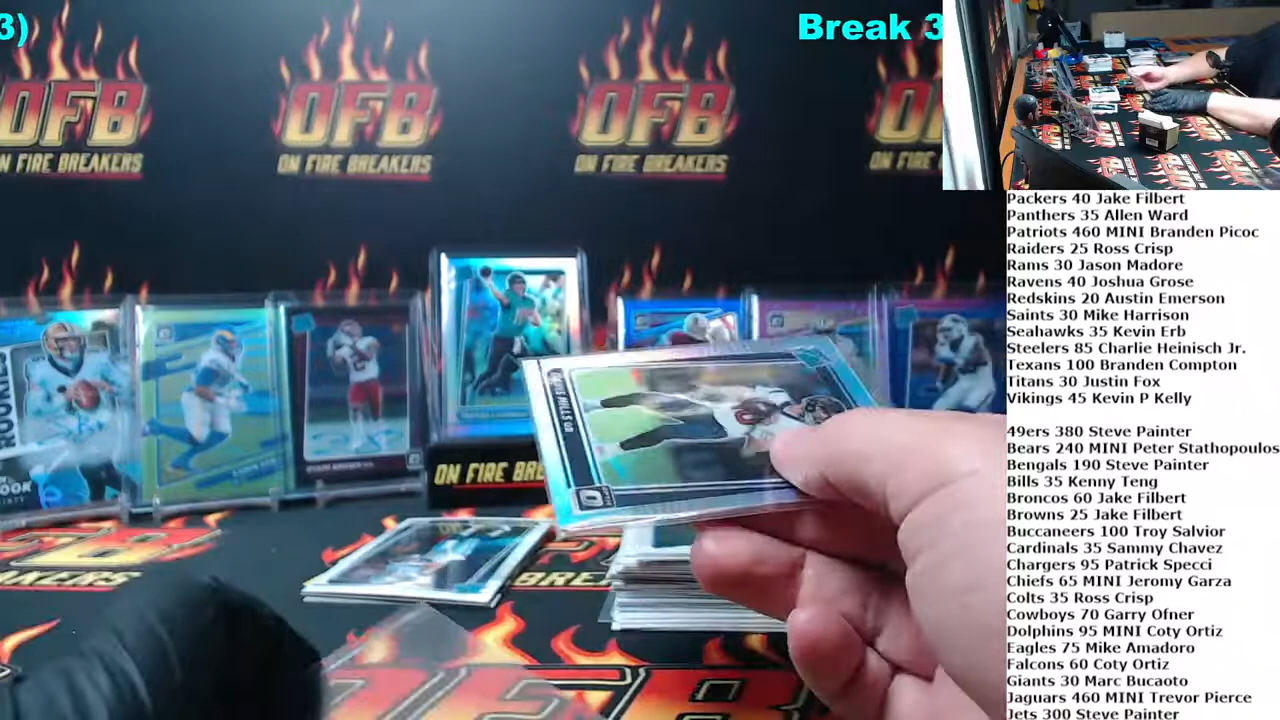 3)
Break 3
OFB
ON FIRE BREAKERS
OFB
ON FIRE BREAKERS
OFB
ON FIRE BREAKERS
ON FIRE
Packers 40 Jake Filbert
Panthers 35 Allen Ward
Patriots 460 MINI Branden Picoc
Raiders 25 Ross Crisp
Rams 30 Jason Madore
Ravens 40 Joshua Grose
Redskins 20 Austin Emerson
Saints 30 Mike Harrison
Seahawks 35 Kevin Erb
Steelers 85 Charlie Heinisch Jr.
Texans 100 Branden Compton
Titans 30 Justin Fox
Vikings 45 Kevin P Kelly
49ers 380 Steve Painter
Bears 240 MINI Peter Stathopoulos
Bengals 190 Steve Painter
Bills 35 Kenny Teng
Broncos 60 Jake Filbert
Browns 25 Jake Filbert
Buccaneers 100 Troy Salvior
Cardinals 35 Sammy Chavez
Chargers 95 Patrick Specci
Chiefs 65 MINI Jeromy Garza
Colts 35 Ross Crisp
Cowboys 70 Garry Ofner
Dolphins 95 MINI Coty Ortiz
Eagles 75 Mike Amadoro
Falcons 60 Coty Ortiz
Giants 30 Marc Bucaoto
Jaguars 460 MINI Trevor Pierce
Jets 300 Steve Painter
ON FIRE